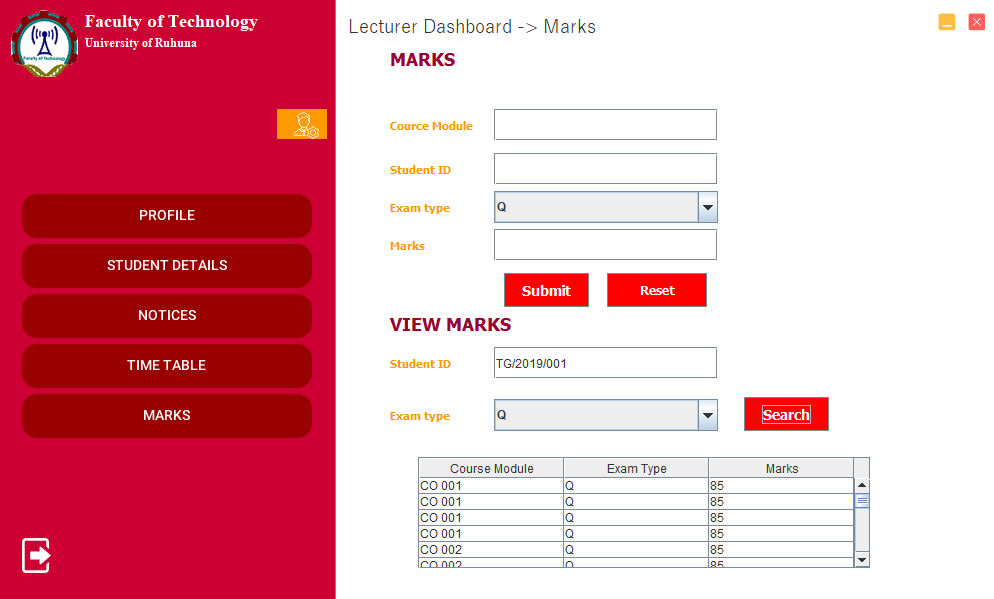 Faculty of Technology
University of Ruhuna
Faculty of Technology
PROFILE
STUDENT DETAILS
NOTICES
TIME TABLE
MARKS
Lecturer Dashboard -> Marks
MARKS
Cource Module
Student ID
Exam type Q
Marks
Submit Reset
VIEW MARKS
Student ID TG/2019/001
Exam type Q Search
Course Module Exam Type Marks
CO 001 Q 85
CO 001 Q 85
CO 001 Q 85
CO 001 Q 85
CO 002 Q 85
CO 002 Q 85